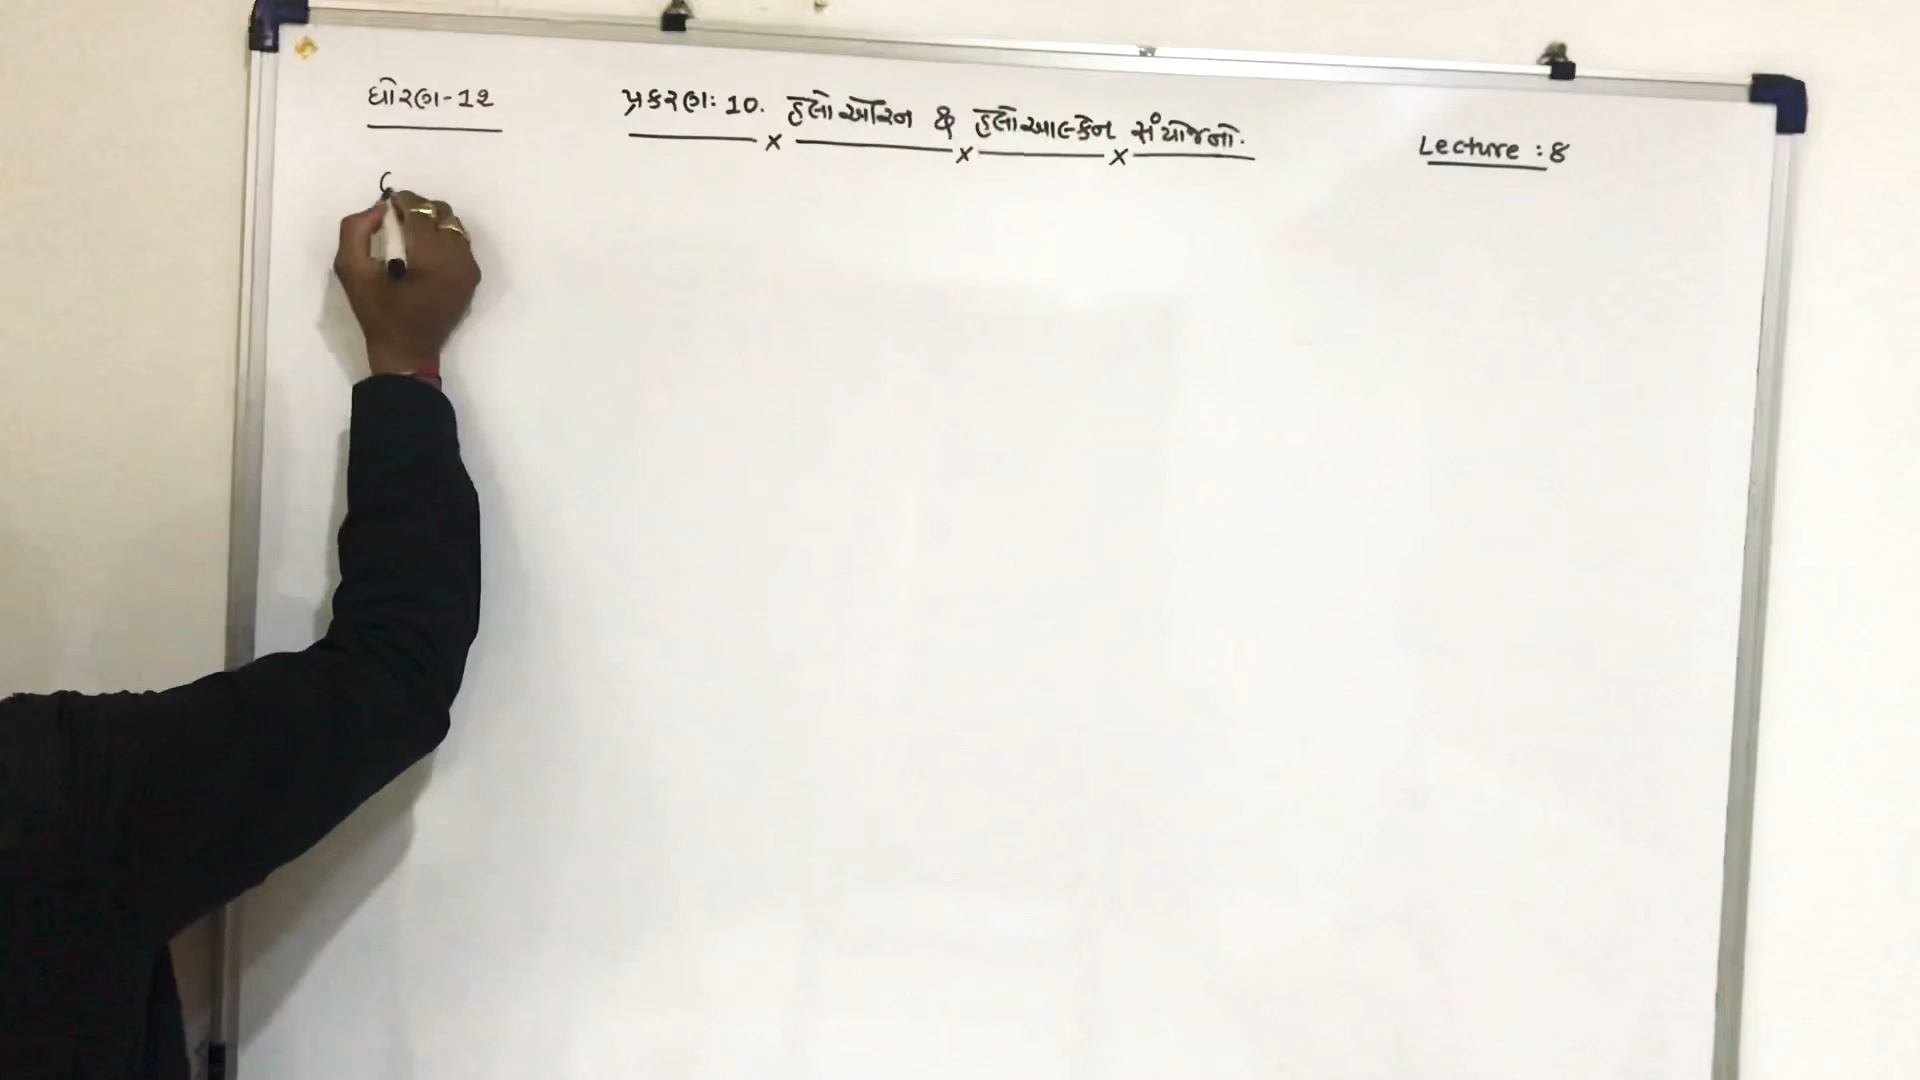 ધોરણ-12
પ્રકરણ: 10. હેલોએરિન & હેલોઆલ્કેન સંયોજનો.
Lecture : 8